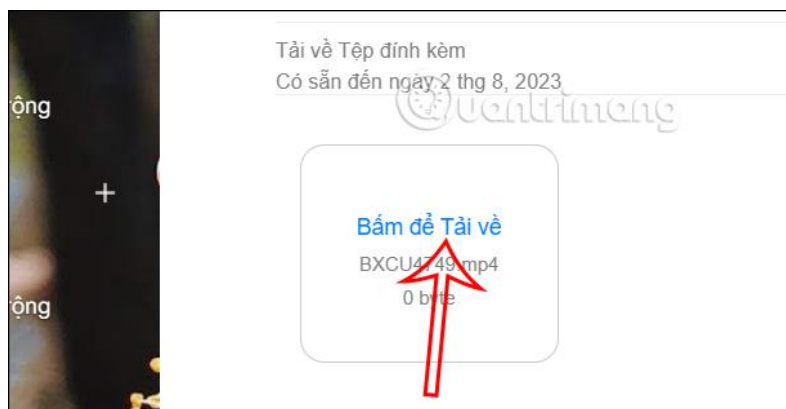 Tải về Tệp đính kèm
Có sẵn đến ngày 2 thg 8, 2023
ộng
Quantrimang
Bấm để Tải về
BXCU4749.mp4
0 byte
ộng